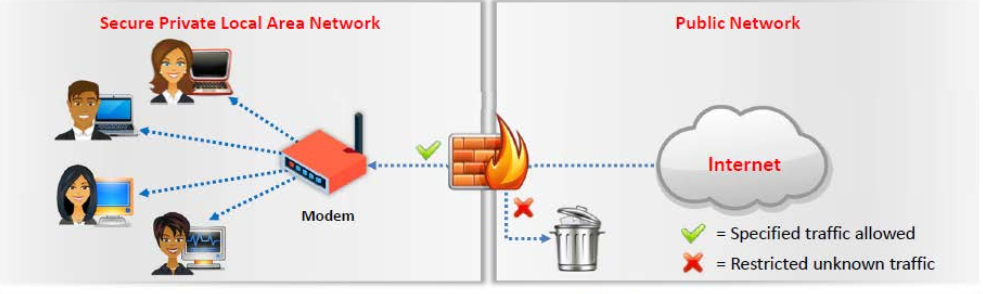 Secure Private Local Area Network
Public Network
Internet
Modem
= Specified traffic allowed
= Restricted unknown traffic